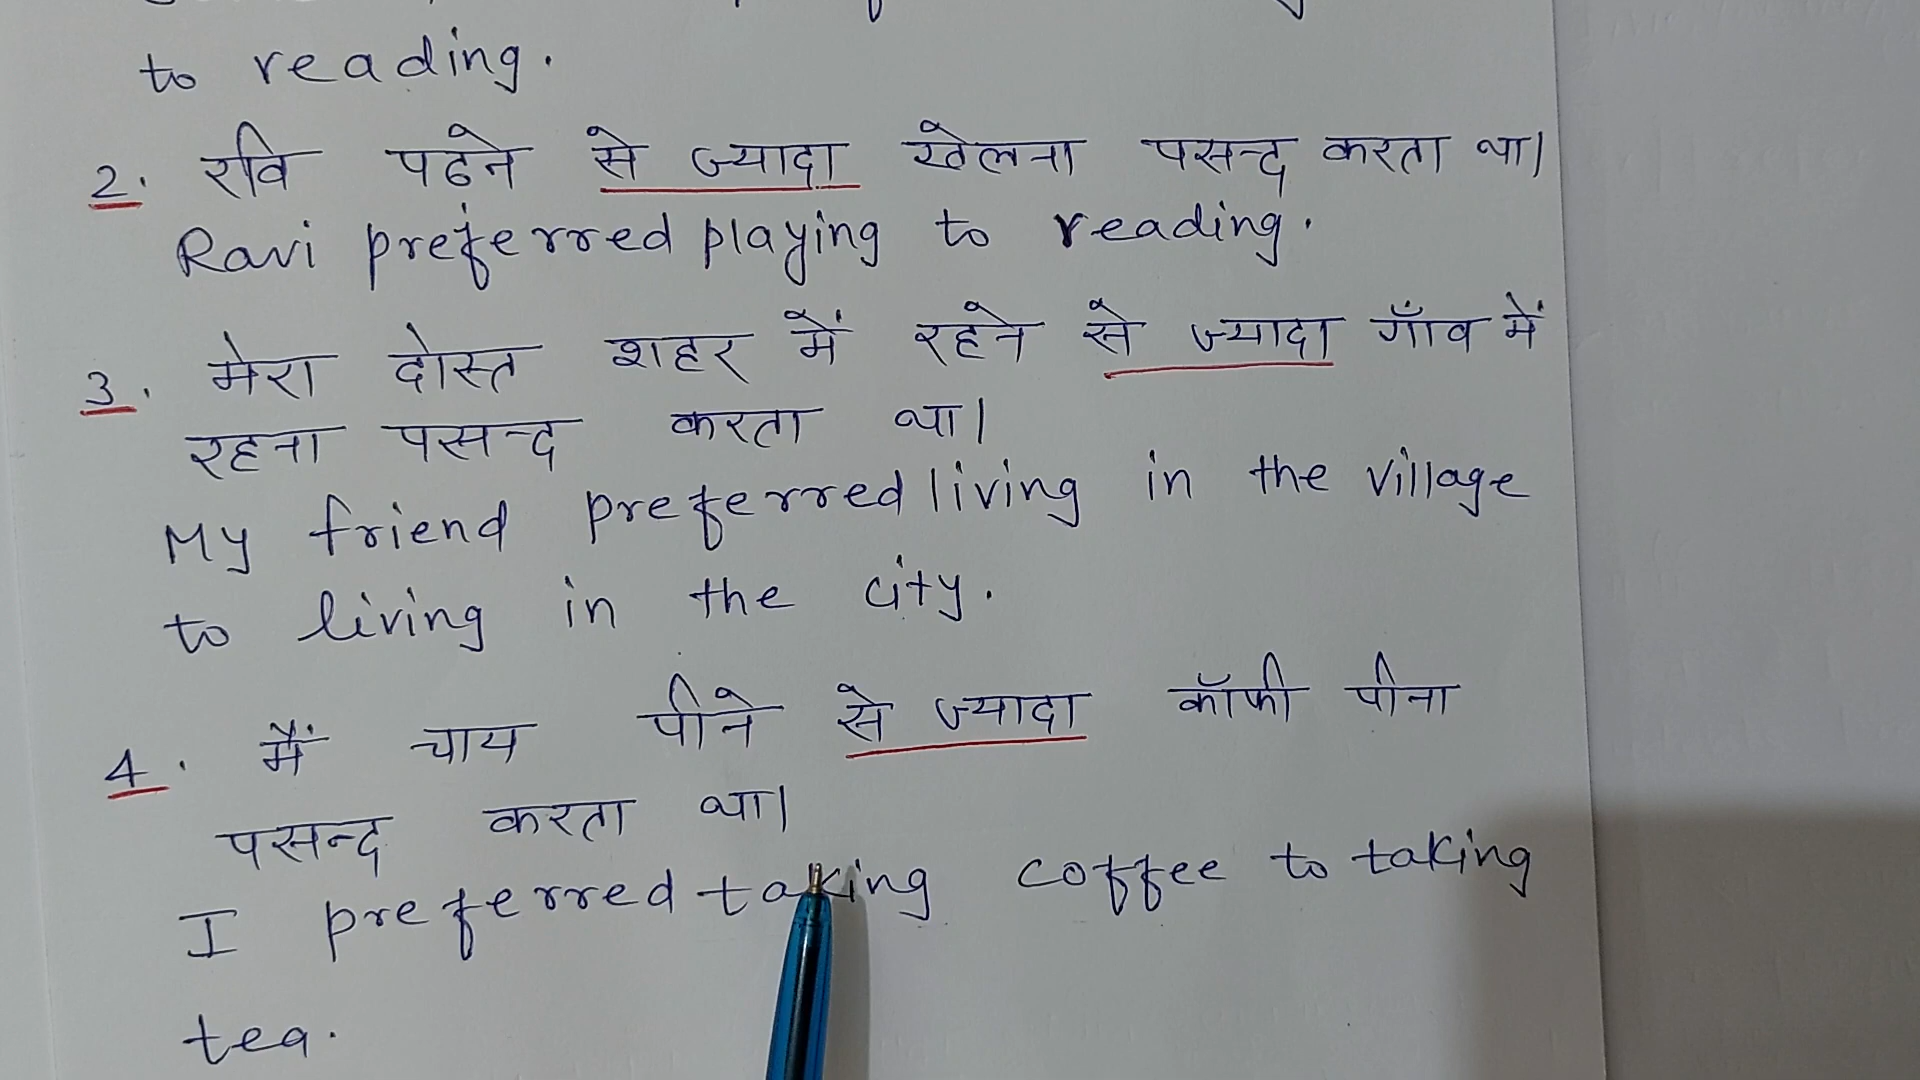 to reading.
2. रवि पढने से ज्यादा खेलना पसन्द करता था।
Ravi preferred playing to reading.
3. मेरा दोस्त शहर में रहने से ज्यादा गाँव में
रहना पसन्द करता था।
My friend preferred living in the village
to living in the city.
4. मैं चाय पीने से ज्यादा कॉफी पीना
पसन्द करता था।
I preferred taking coffee to taking
tea.